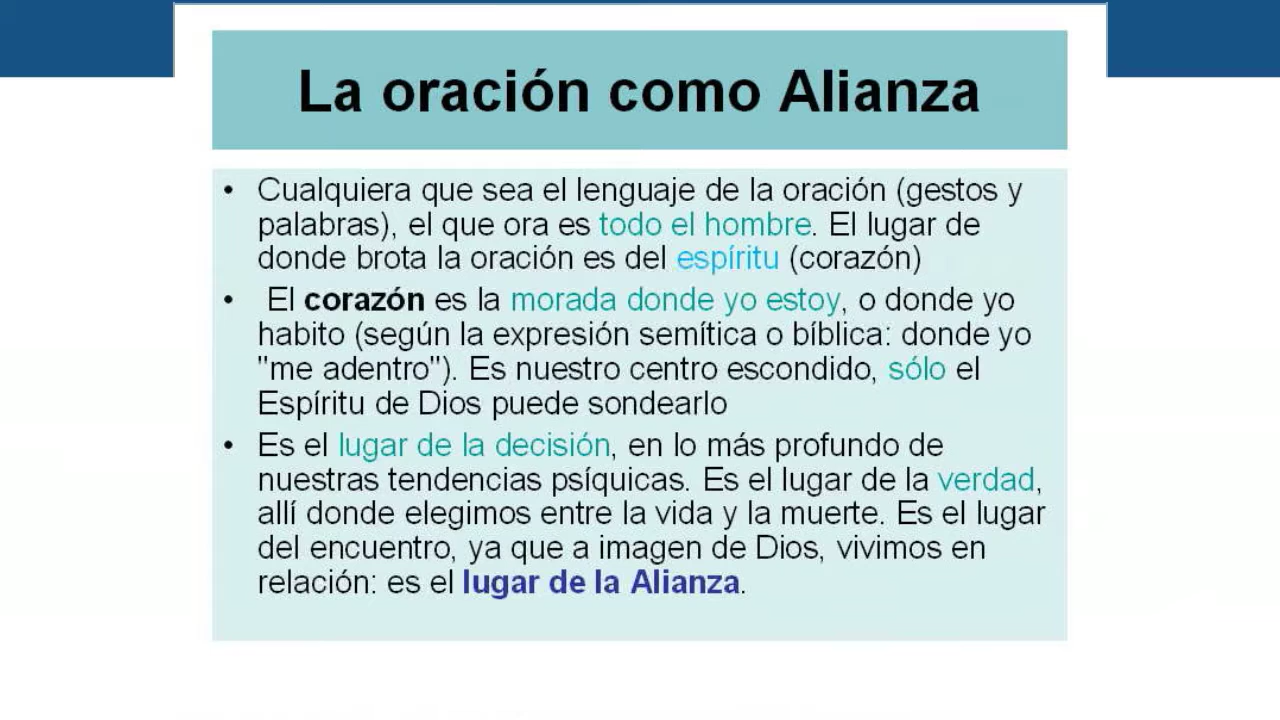 La oración como Alianza
• Cualquiera que sea el lenguaje de la oración (gestos y
palabras), el que ora es todo el hombre. El lugar de
donde brota la oración es del espíritu (corazón)
• El corazón es la morada donde yo estoy, o donde yo
habito (según la expresión semítica o bíblica: donde yo
"me adentro"). Es nuestro centro escondido, sólo el
Espíritu de Dios puede sondearlo
• Es el lugar de la decisión, en lo más profundo de
nuestras tendencias psíquicas. Es el lugar de la verdad,
allí donde elegimos entre la vida y la muerte. Es el lugar
del encuentro, ya que a imagen de Dios, vivimos en
relación: es el lugar de la Alianza.